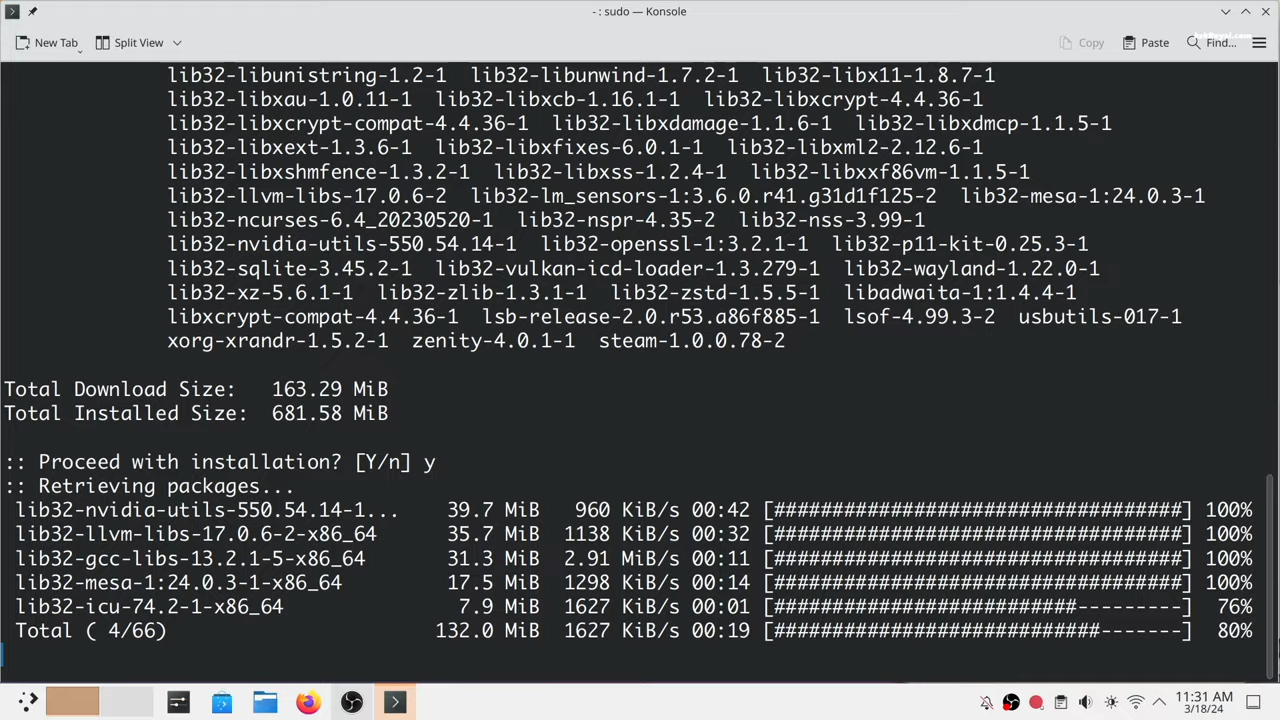 - : sudo — Konsole
New Tab Split View Copy Paste Find...
lib32-libunistring-1.2-1 lib32-libunwind-1.7.2-1 lib32-libx11-1.8.7-1
lib32-libxau-1.0.11-1 lib32-libxcb-1.16.1-1 lib32-libxcrypt-4.4.36-1
lib32-libxcrypt-compat-4.4.36-1 lib32-libxdamage-1.1.6-1 lib32-libxdmcp-1.1.5-1
lib32-libxext-1.3.6-1 lib32-libxfixes-6.0.1-1 lib32-libxml2-2.12.6-1
lib32-libxshmfence-1.3.2-1 lib32-libxss-1.2.4-1 lib32-libxxf86vm-1.1.5-1
lib32-llvm-libs-17.0.6-2 lib32-lm_sensors-1:3.6.0.r41.g31d1f125-2 lib32-mesa-1:24.0.3-1
lib32-ncurses-6.4_20230520-1 lib32-nspr-4.35-2 lib32-nss-3.99-1
lib32-nvidia-utils-550.54.14-1 lib32-openssl-1:3.2.1-1 lib32-p11-kit-0.25.3-1
lib32-sqlite-3.45.2-1 lib32-vulkan-icd-loader-1.3.279-1 lib32-wayland-1.22.0-1
lib32-xz-5.6.1-1 lib32-zlib-1.3.1-1 lib32-zstd-1.5.5-1 libadwaita-1:1.4.4-1
libxcrypt-compat-4.4.36-1 lsb-release-2.0.r53.a86f885-1 lsof-4.99.3-2 usbutils-017-1
xorg-xrandr-1.5.2-1 zenity-4.0.1-1 steam-1.0.0.78-2
Total Download Size: 163.29 MiB
Total Installed Size: 681.58 MiB
:: Proceed with installation? [Y/n] y
:: Retrieving packages...
lib32-nvidia-utils-550.54.14-1... 39.7 MiB 960 KiB/s 00:42 [###################################] 100%
lib32-llvm-libs-17.0.6-2-x86_64 35.7 MiB 1138 KiB/s 00:32 [###################################] 100%
lib32-gcc-libs-13.2.1-5-x86_64 31.3 MiB 2.91 MiB/s 00:11 [###################################] 100%
lib32-mesa-1:24.0.3-1-x86_64 17.5 MiB 1298 KiB/s 00:14 [###################################] 100%
lib32-icu-74.2-1-x86_64 7.9 MiB 1627 KiB/s 00:01 [##########################---------] 76%
Total ( 4/66) 132.0 MiB 1627 KiB/s 00:19 [############################-------] 80%
11:31 AM
3/18/24